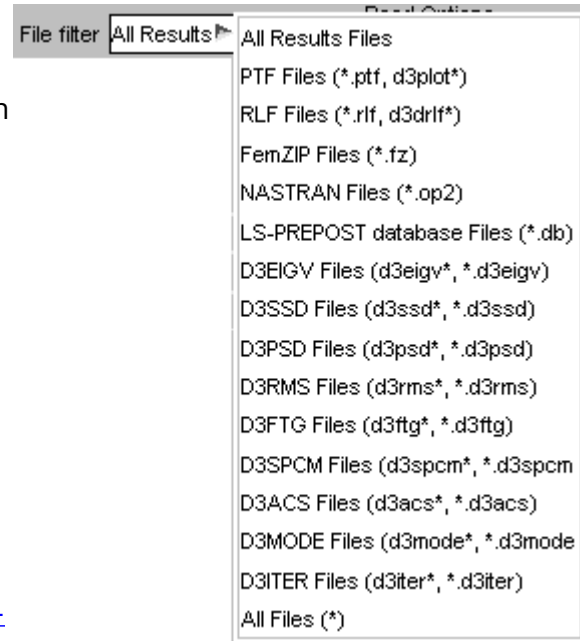 Read Options
File filter All Results
All Results Files
PTF Files (*.ptf, d3plot*)
RLF Files (*.rlf, d3drlf*)
FemZIP Files (*.fz)
NASTRAN Files (*.op2)
LS-PREPOST database Files (*.db)
D3EIGV Files (d3eigv*, *.d3eigv)
D3SSD Files (d3ssd*, *.d3ssd)
D3PSD Files (d3psd*, *.d3psd)
D3RMS Files (d3rms*, *.d3rms)
D3FTG Files (d3ftg*, *.d3ftg)
D3SPCM Files (d3spcm*, *.d3spcm
D3ACS Files (d3acs*, *.d3acs)
D3MODE Files (d3mode*, *.d3mode
D3ITER Files (d3iter*, *.d3iter)
All Files (*)